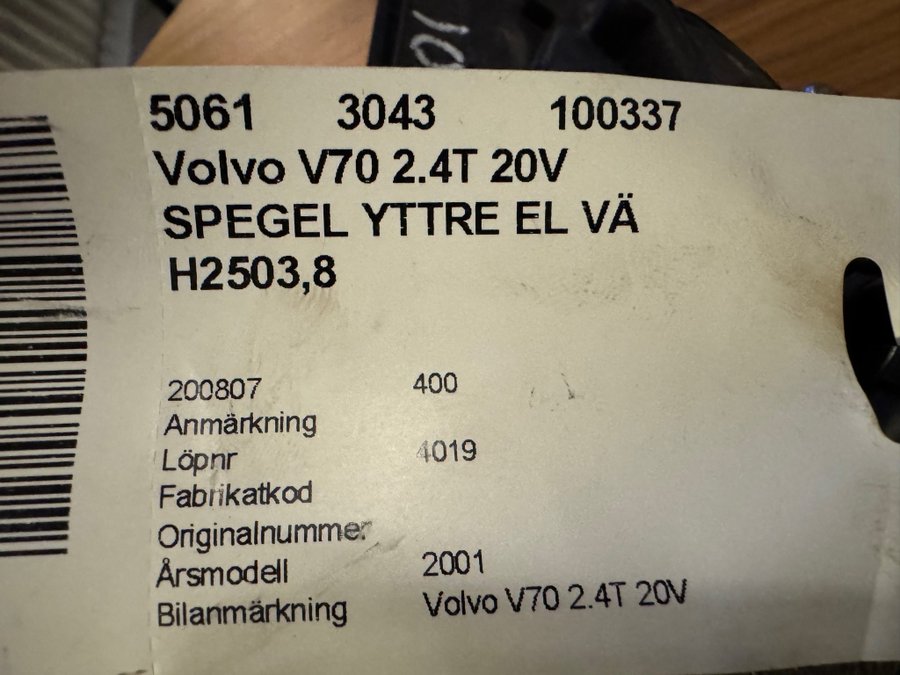 10
5061 3043 100337
Volvo V70 2.4T 20V
SPEGEL YTTRE EL VÄ
H2503,8
200807 400
Anmärkning
Löpnr 4019
Fabrikatkod
Originalnummer
Årsmodell 2001
Bilanmärkning Volvo V70 2.4T 20V